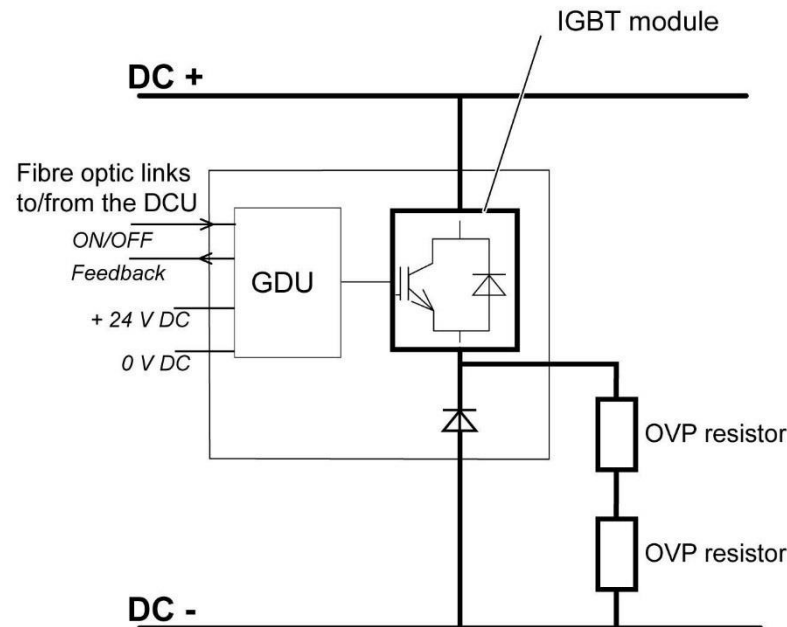 IGBT module
DC +
Fibre optic links
to/from the DCU
ON/OFF
Feedback
GDU
+ 24 V DC
0 V DC
OVP resistor
OVP resistor
DC -